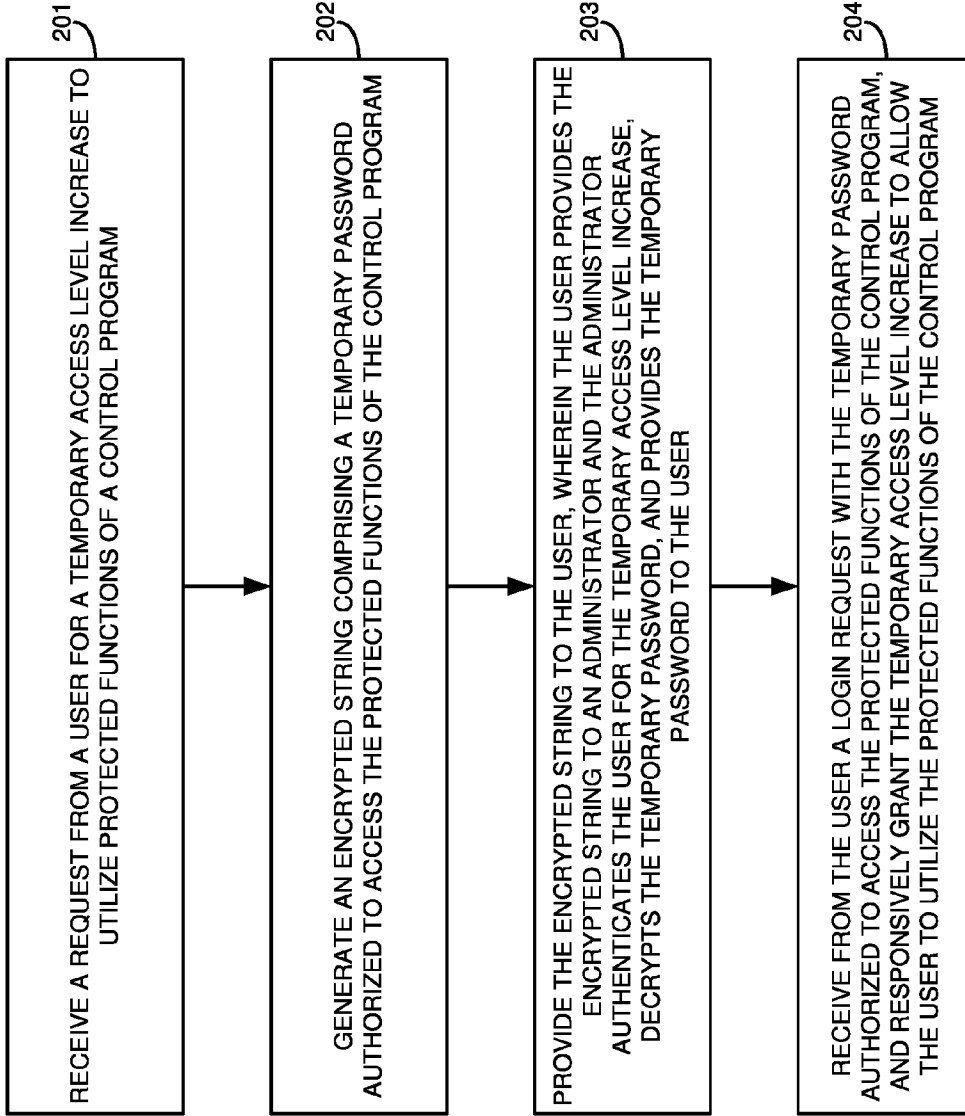 RECEIVE A REQUEST FROM A USER FOR A TEMPORARY ACCESS LEVEL INCREASE TO
UTILIZE PROTECTED FUNCTIONS OF A CONTROL PROGRAM
201
GENERATE AN ENCRYPTED STRING COMPRISING A TEMPORARY PASSWORD
AUTHORIZED TO ACCESS THE PROTECTED FUNCTIONS OF THE CONTROL PROGRAM
202
PROVIDE THE ENCRYPTED STRING TO THE USER, WHEREIN THE USER PROVIDES THE
ENCRYPTED STRING TO AN ADMINISTRATOR AND THE ADMINISTRATOR
AUTHENTICATES THE USER FOR THE TEMPORARY ACCESS LEVEL INCREASE,
DECRYPTS THE TEMPORARY PASSWORD, AND PROVIDES THE TEMPORARY
PASSWORD TO THE USER
203
RECEIVE FROM THE USER A LOGIN REQUEST WITH THE TEMPORARY PASSWORD
AUTHORIZED TO ACCESS THE PROTECTED FUNCTIONS OF THE CONTROL PROGRAM,
AND RESPONSIVELY GRANT THE TEMPORARY ACCESS LEVEL INCREASE TO ALLOW
THE USER TO UTILIZE THE PROTECTED FUNCTIONS OF THE CONTROL PROGRAM
204